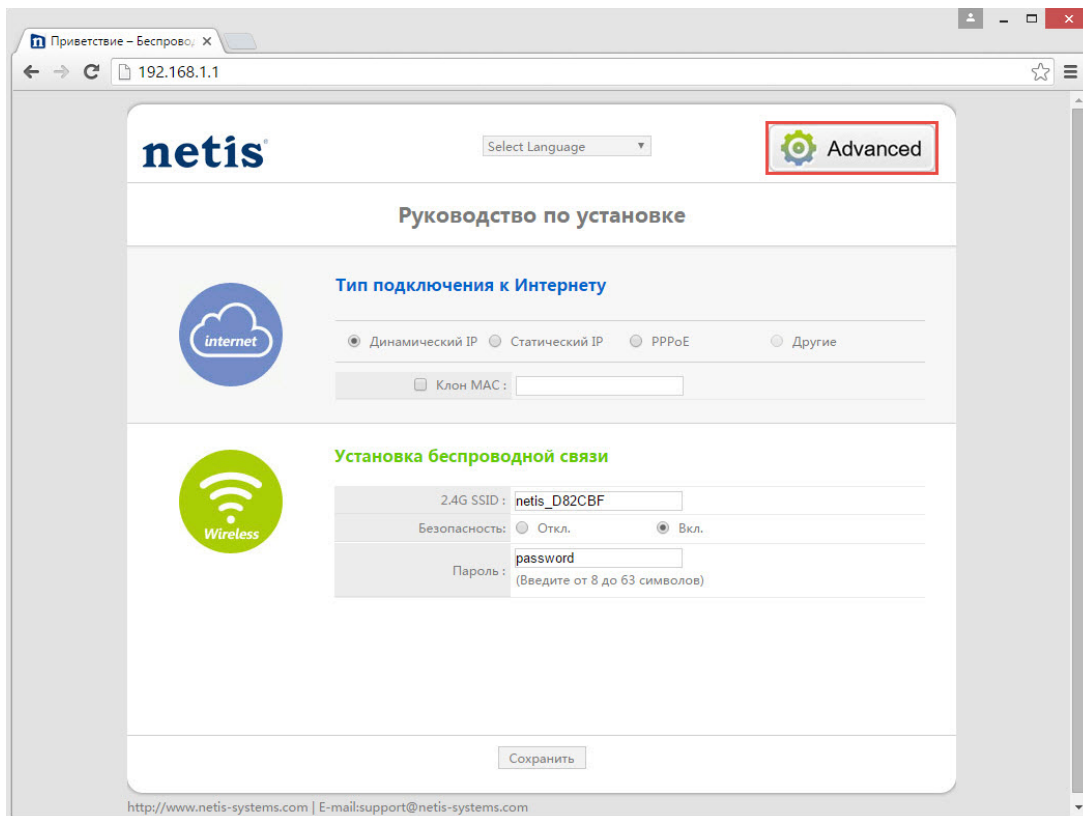 Приветствие – Беспровод
192.168.1.1
netis
Select Language
Advanced
Руководство по установке
Тип подключения к Интернету
internet
Динамический IP Статический IP PPPoE Другие
Клон MAC :
Установка беспроводной связи
Wireless
2.4G SSID : netis_D82CBF
Безопасность: Откл. Вкл.
Пароль : password
(Введите от 8 до 63 символов)
Сохранить
http://www.netis-systems.com | E-mail:support@netis-systems.com